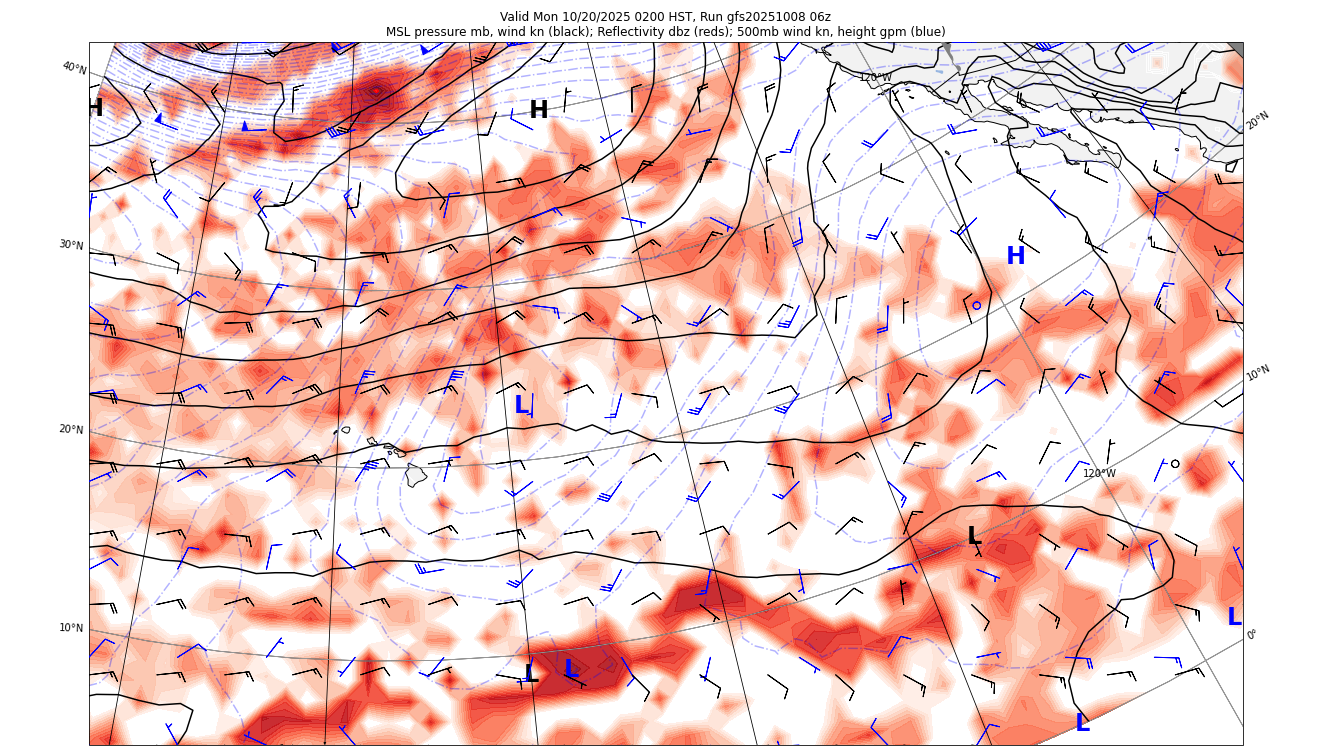 Valid Mon 10/20/2025 0200 HST, Run gfs20251008 06z
MSL pressure mb, wind kn (black); Reflectivity dbz (reds); 500mb wind kn, height gpm (blue)
40°N
120°W
H
H
20°N
30°N
H
10°N
L
20°N
120°W
L
10°N
L
0°
L
L
L